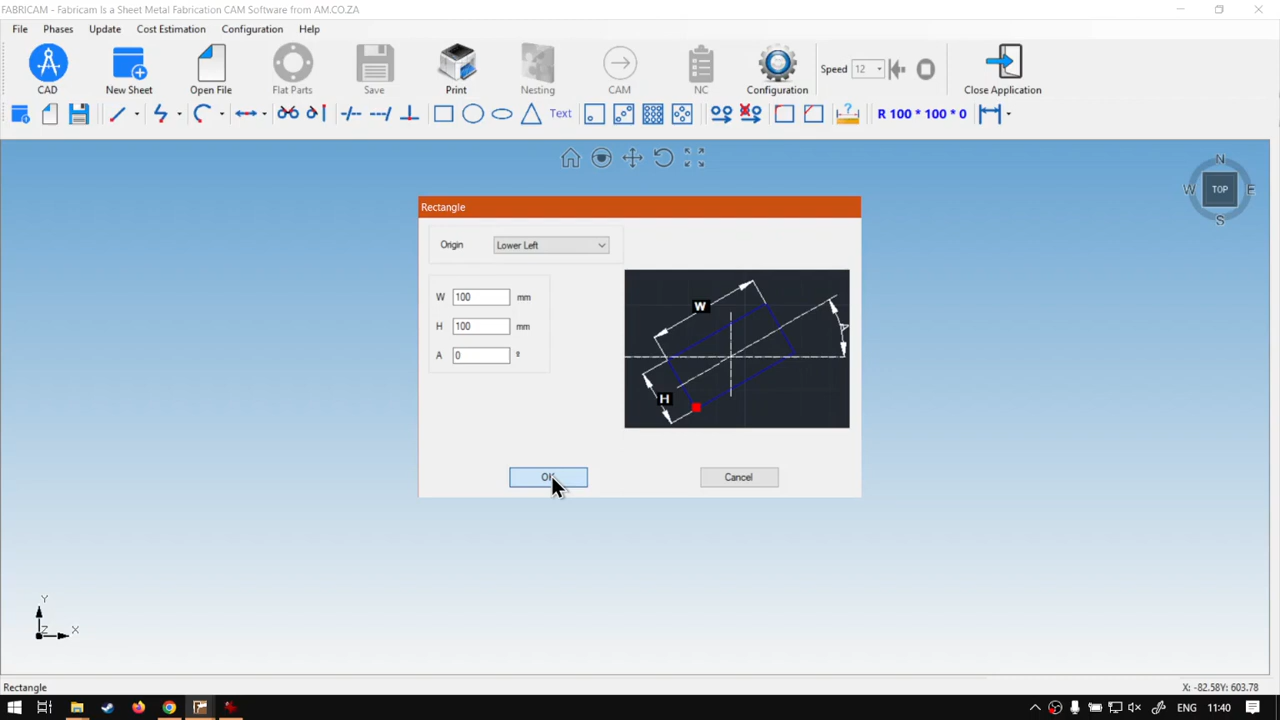 FABRICAM - Fabricam Is a Sheet Metal Fabrication CAM Software from AM.CO.ZA
File Phases Update Cost Estimation Configuration Help
CAD New Sheet Open File Flat Parts Save Print Nesting CAM NC Configuration Speed 12 Close Application
Text R 100 * 100 * 0
N
W TOP E
S
Rectangle
Origin Lower Left
W 100 mm
H 100 mm
A 0 º
W
A
H
OK Cancel
Y
Z X
Rectangle X: -82.58Y: 603.78
ENG 11:40